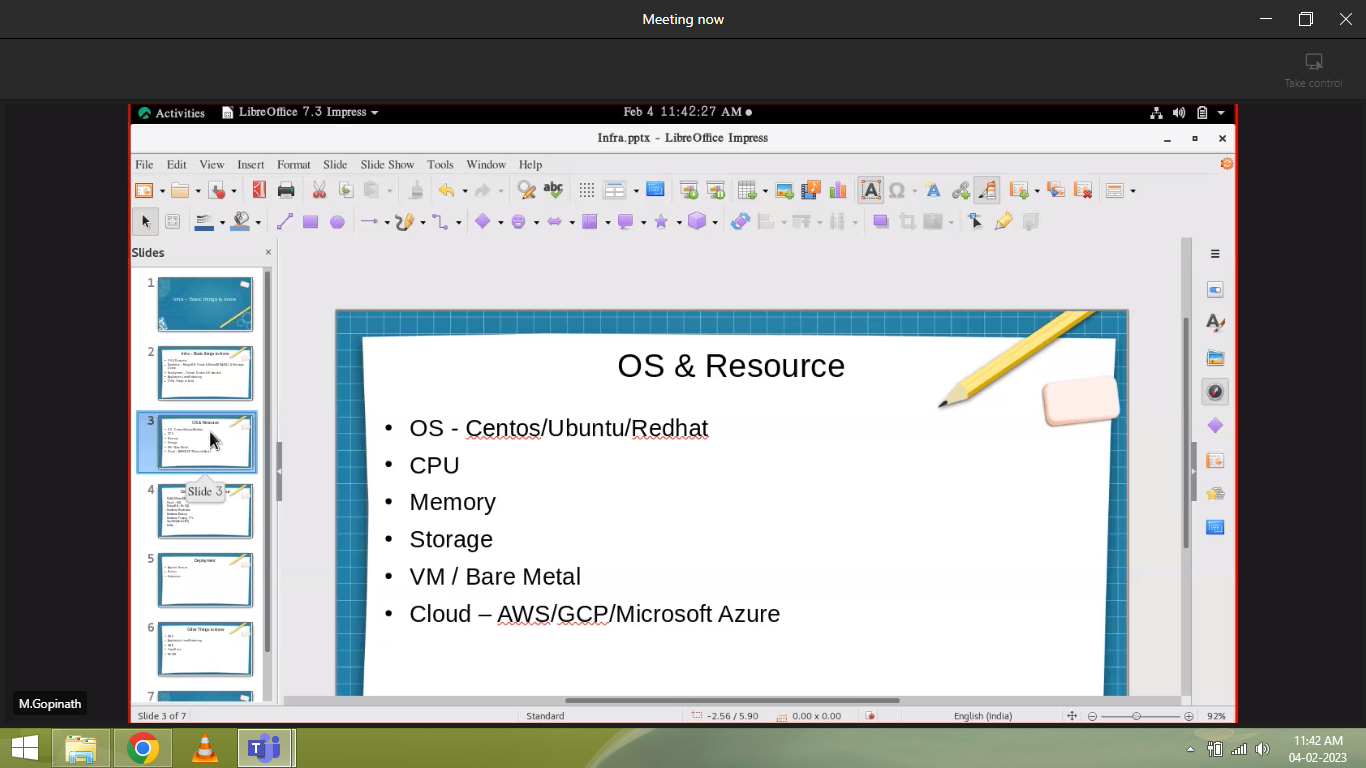 Meeting now
Take control
Activities LibreOffice 7.3 Impress Feb 4 11:42:27 AM
Infra.pptx - LibreOffice Impress
File Edit View Insert Format Slide Slide Show Tools Window Help
Slides
1
Infra – Basic things to know
2
Infra – Basic things to know
3
OS & Resource
Slide 3
4
5
Deployment
6
Other Things to know
7
OS & Resource
• OS - Centos/Ubuntu/Redhat
• CPU
• Memory
• Storage
• VM / Bare Metal
• Cloud – AWS/GCP/Microsoft Azure
M.Gopinath
Slide 3 of 7 Standard -2.56 / 5.90 0.00 x 0.00 English (India) 92%
11:42 AM
04-02-2023